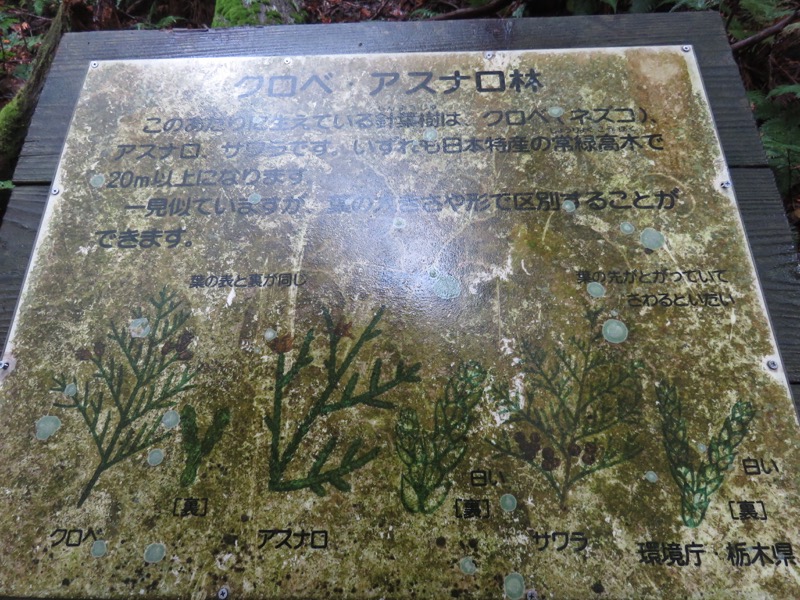 クロベ・アスナロ林
このあたりに生えている針葉樹は、クロベ(ネズコ)、
アスナロ、サワラです。いずれも日本特産の常緑高木で
20m以上になります。
一見似ていますが、葉の大きさや形で区別することが
できます。
葉の表と裏が同じ
葉の先がとがっていて
さわるといたい
白い
白い
[裏]
[裏]
[裏]
クロベ
アスナロ
サワラ
環境庁・栃木県